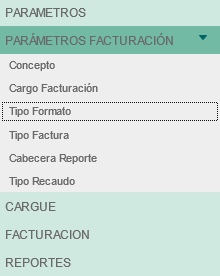 PARAMETROS
PARÁMETROS FACTURACIÓN
Concepto
Cargo Facturación
Tipo Formato
Tipo Factura
Cabecera Reporte
Tipo Recaudo
CARGUE
FACTURACION
REPORTES